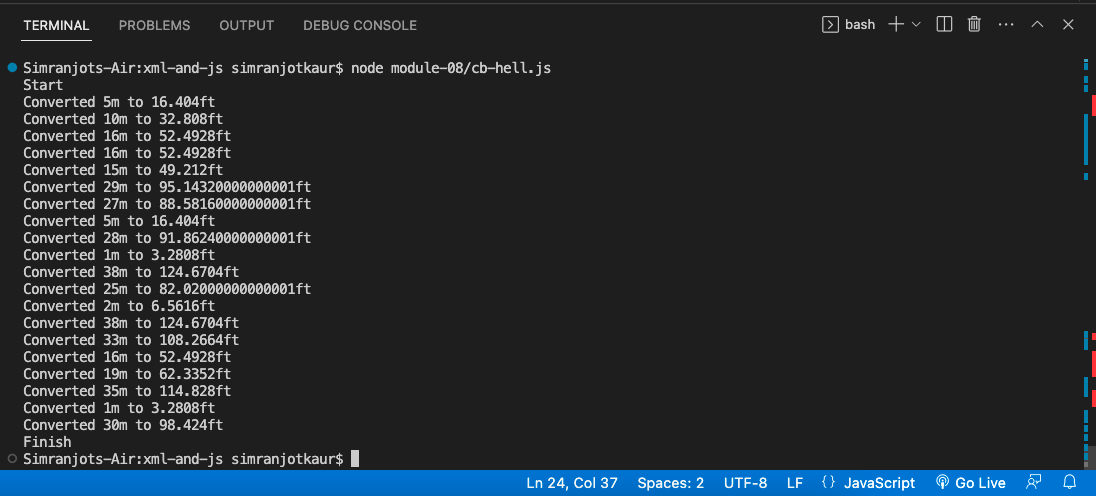 TERMINAL PROBLEMS OUTPUT DEBUG CONSOLE bash
Simranjots-Air:xml-and-js simranjotkaur$ node module-08/cb-hell.js
Start
Converted 5m to 16.404ft
Converted 10m to 32.808ft
Converted 16m to 52.4928ft
Converted 16m to 52.4928ft
Converted 15m to 49.212ft
Converted 29m to 95.14320000000001ft
Converted 27m to 88.58160000000001ft
Converted 5m to 16.404ft
Converted 28m to 91.86240000000001ft
Converted 1m to 3.2808ft
Converted 38m to 124.6704ft
Converted 25m to 82.02000000000001ft
Converted 2m to 6.5616ft
Converted 38m to 124.6704ft
Converted 33m to 108.2664ft
Converted 16m to 52.4928ft
Converted 19m to 62.3352ft
Converted 35m to 114.828ft
Converted 1m to 3.2808ft
Converted 30m to 98.424ft
Finish
Simranjots-Air:xml-and-js simranjotkaur$
Ln 24, Col 37 Spaces: 2 UTF-8 LF {} JavaScript Go Live